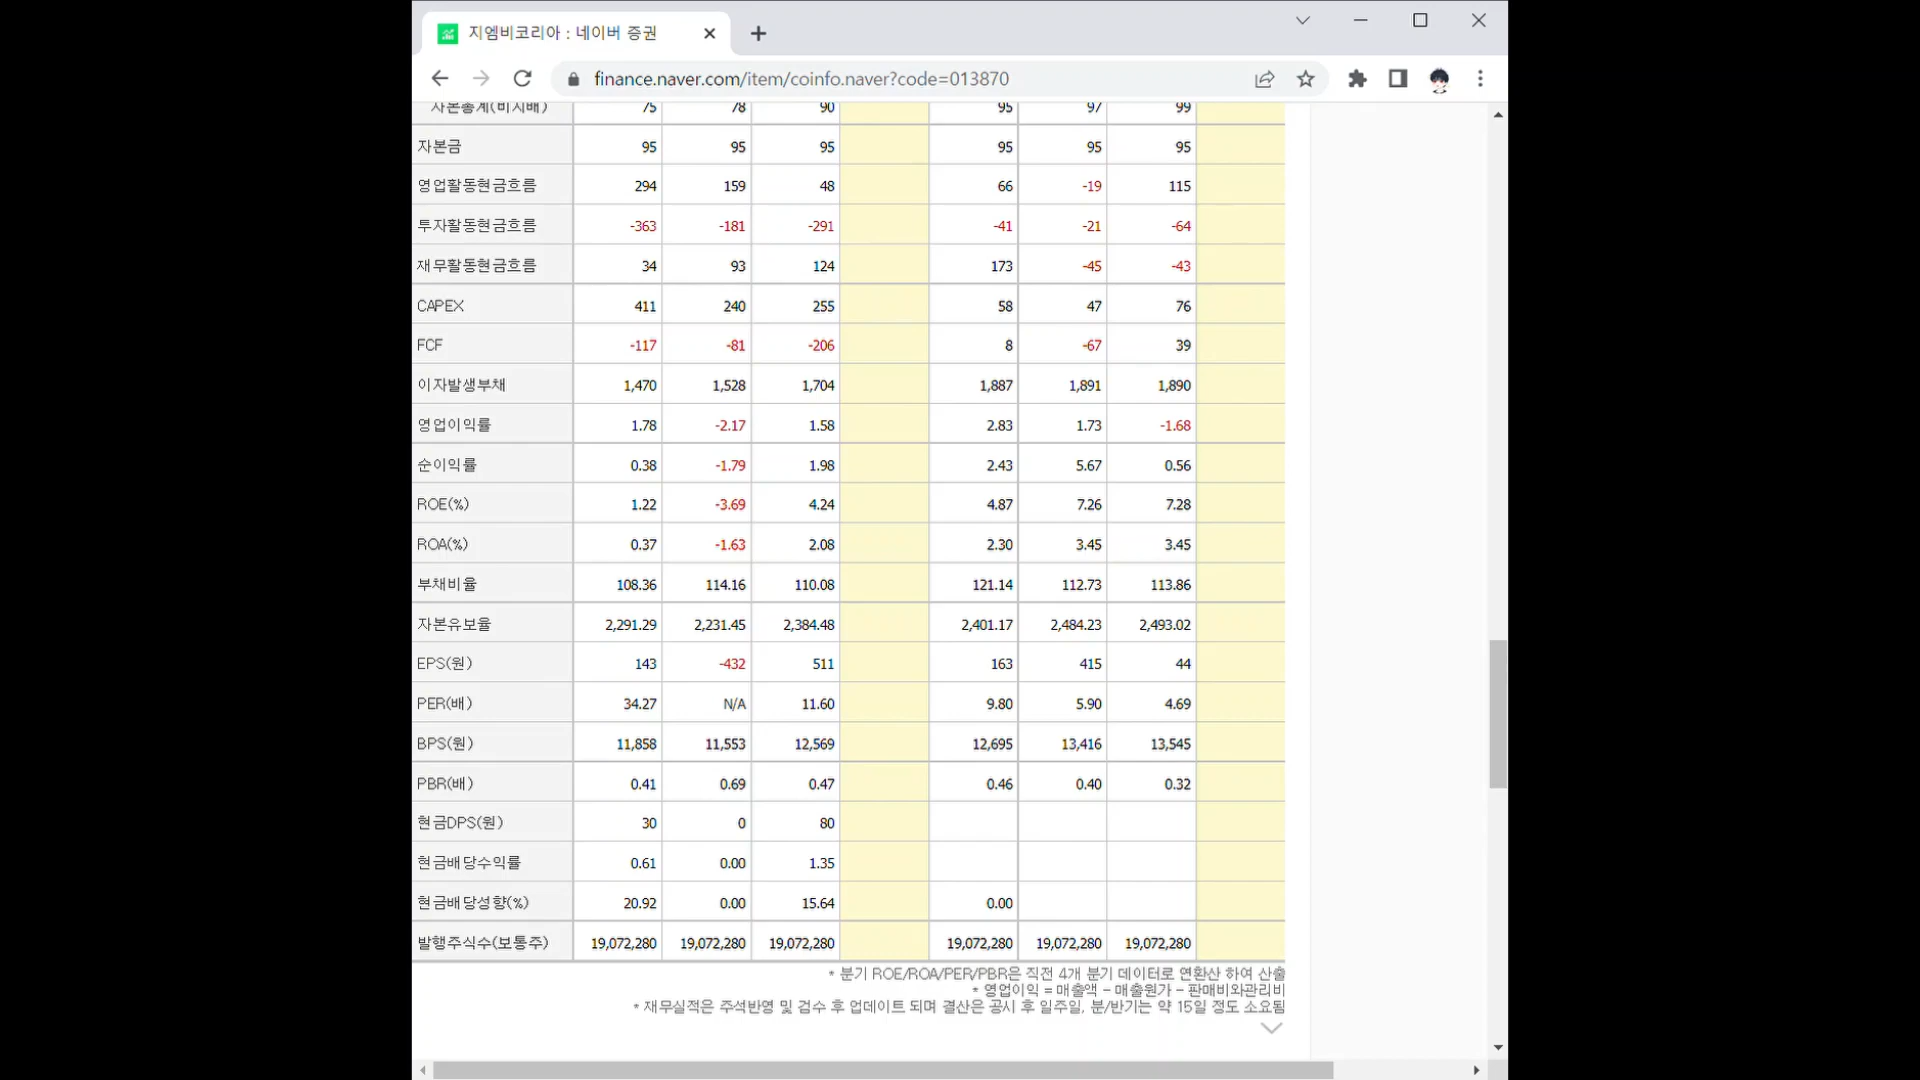 지엠비코리아 : 네이버 증권
finance.naver.com/item/coinfo.naver?code=013870
자본총계(비지배) 75 78 90 95 97 99
자본금 95 95 95 95 95 95
영업활동현금흐름 294 159 48 66 -19 115
투자활동현금흐름 -363 -181 -291 -41 -21 -64
재무활동현금흐름 34 93 124 173 -45 -43
CAPEX 411 240 255 58 47 76
FCF -117 -81 -206 8 -67 39
이자발생부채 1,470 1,528 1,704 1,887 1,891 1,890
영업이익률 1.78 -2.17 1.58 2.83 1.73 -1.68
순이익률 0.38 -1.79 1.98 2.43 5.67 0.56
ROE(%) 1.22 -3.69 4.24 4.87 7.26 7.28
ROA(%) 0.37 -1.63 2.08 2.30 3.45 3.45
부채비율 108.36 114.16 110.08 121.14 112.73 113.86
자본유보율 2,291.29 2,231.45 2,384.48 2,401.17 2,484.23 2,493.02
EPS(원) 143 -432 511 163 415 44
PER(배) 34.27 N/A 11.60 9.80 5.90 4.69
BPS(원) 11,858 11,553 12,569 12,695 13,416 13,545
PBR(배) 0.41 0.69 0.47 0.46 0.40 0.32
현금DPS(원) 30 0 80
현금배당수익률 0.61 0.00 1.35
현금배당성향(%) 20.92 0.00 15.64 0.00
발행주식수(보통주) 19,072,280 19,072,280 19,072,280 19,072,280 19,072,280 19,072,280
* 분기 ROE/ROA/PER/PBR은 직전 4개 분기 데이터로 연환산 하여 산출
* 영업이익 = 매출액 - 매출원가 - 판매비와관리비
* 재무실적은 주석반영 및 검수 후 업데이트 되며 결산은 공시 후 일주일, 분/반기는 약 15일 정도 소요됨